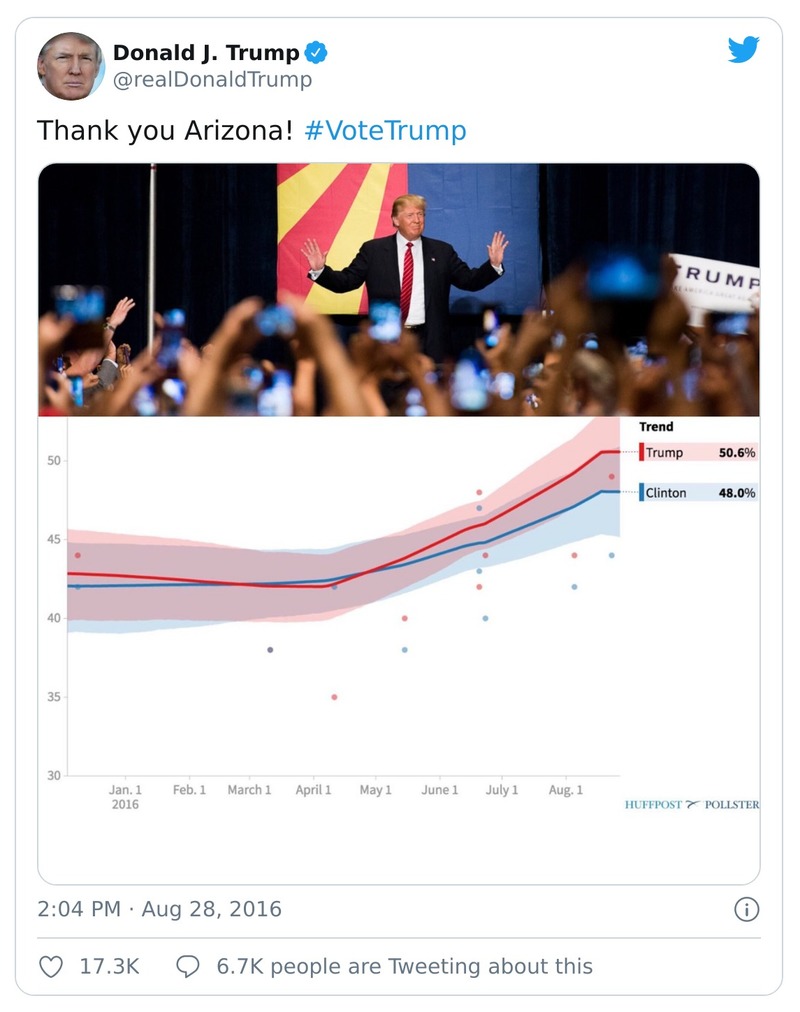 Donald J. Trump
@realDonaldTrump
Thank you Arizona! #VoteTrump
TRUMP
Trend
Trump 50.6%
Clinton 48.0%
50
45
40
35
30
Jan. 1
2016
Feb. 1
March 1
April 1
May 1
June 1
July 1
Aug. 1
HUFFPOST POLLSTER
2:04 PM · Aug 28, 2016
17.3K
6.7K people are Tweeting about this